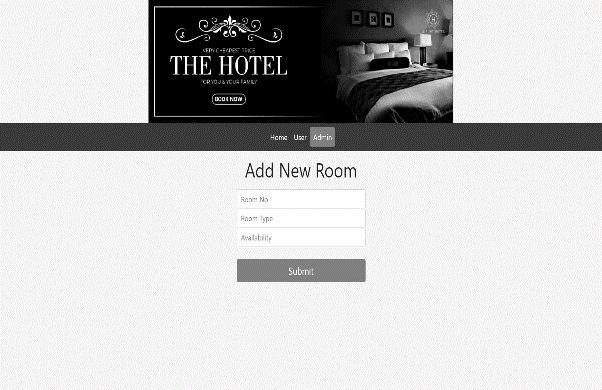 VERY CHEAPEST PRICE
THE HOTEL
FOR YOU & YOUR FAMILY
BOOK NOW
Home User Admin
Add New Room
Room No
Room Type
Availability
Submit